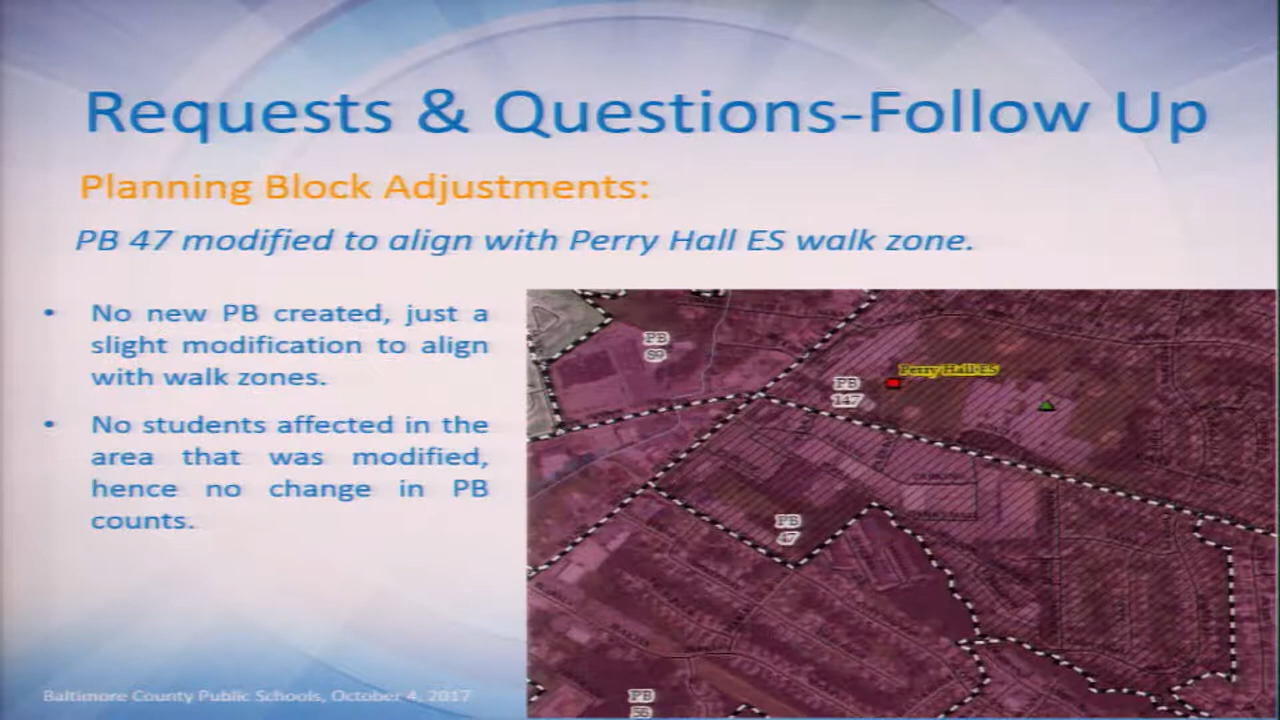 Requests & Questions-Follow Up
Planning Block Adjustments:
PB 47 modified to align with Perry Hall ES walk zone.
• No new PB created, just a
slight modification to align
with walk zones.
• No students affected in the
area that was modified,
hence no change in PB
counts.
PB
89
Perry Hall ES
PB
147
PB
47
PB
56
Baltimore County Public Schools, October 4, 2017